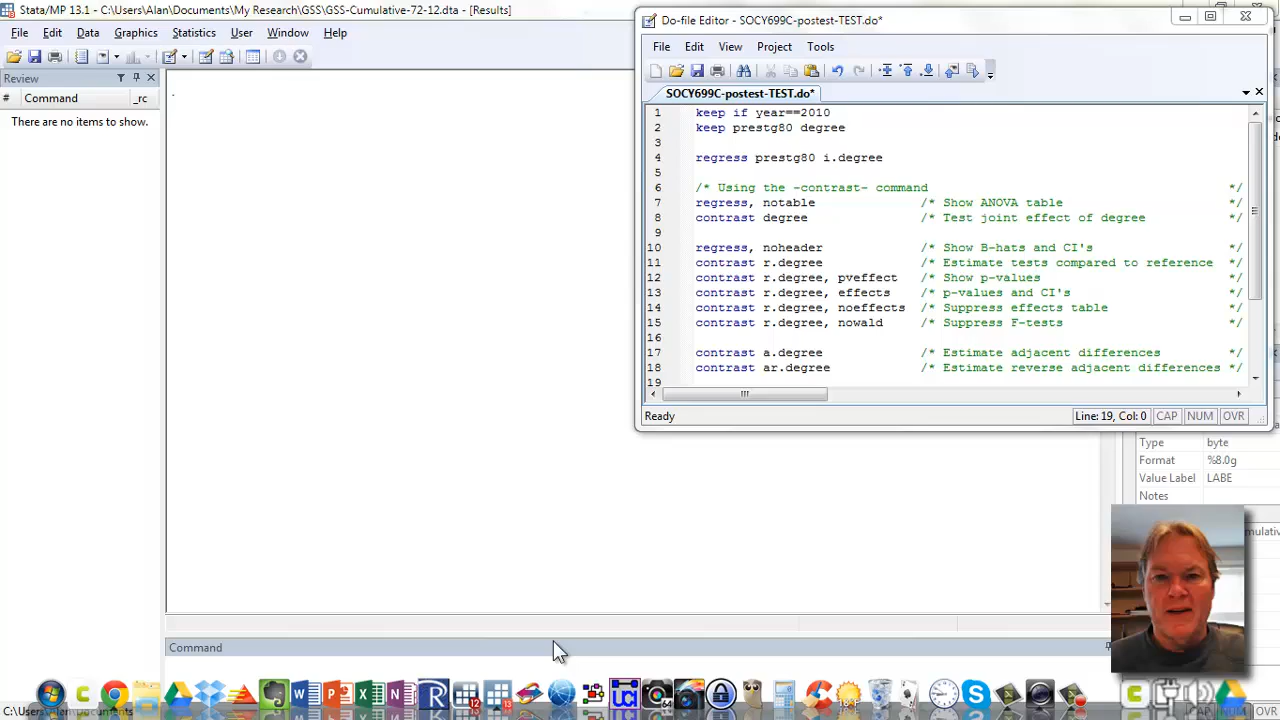 Stata/MP 13.1 - C:\Users\Alan\Documents\My Research\GSS\GSS-Cumulative-72-12.dta - [Results]
File Edit Data Graphics Statistics User Window Help
Review
# Command _rc
There are no items to show.
.
Command
Do-file Editor - SOCY699C-postest-TEST.do*
File Edit View Project Tools
SOCY699C-postest-TEST.do*
1 keep if year==2010
2 keep prestg80 degree
3
4 regress prestg80 i.degree
5
6 /* Using the -contrast- command */
7 regress, notable /* Show ANOVA table */
8 contrast degree /* Test joint effect of degree */
9
10 regress, noheader /* Show B-hats and CI's */
11 contrast r.degree /* Estimate tests compared to reference */
12 contrast r.degree, pveffect /* Show p-values */
13 contrast r.degree, effects /* p-values and CI's */
14 contrast r.degree, noeffects /* Suppress effects table */
15 contrast r.degree, nowald /* Suppress F-tests */
16
17 contrast a.degree /* Estimate adjacent differences */
18 contrast ar.degree /* Estimate reverse adjacent differences */
19
Ready Line: 19, Col: 0 CAP NUM OVR
Type byte
Format %8.0g
Value Label LABE
Notes
CAP NUM OVR